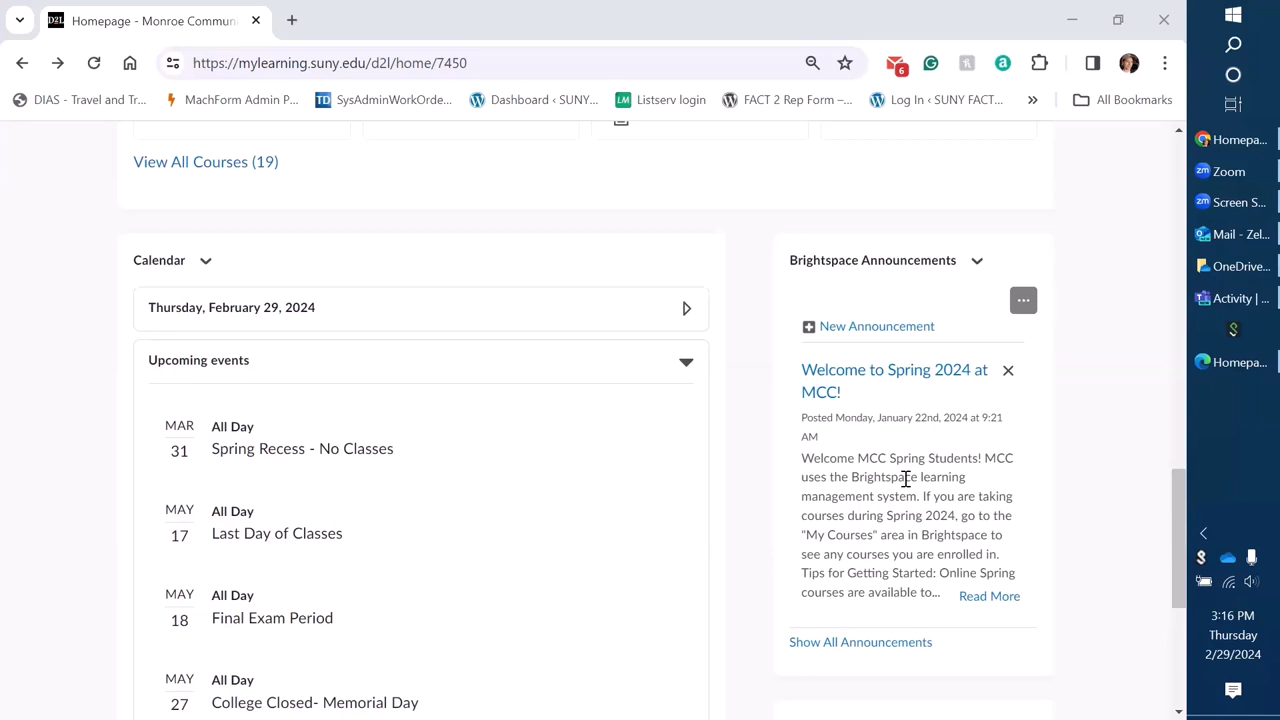 D2L Homepage - Monroe Commun
https://mylearning.suny.edu/d2l/home/7450
6
DIAS - Travel and Tr...
MachForm Admin P...
TD SysAdminWorkOrde...
Dashboard ‹ SUNY...
LM Listserv login
FACT 2 Rep Form –...
Log In ‹ SUNY FACT...
All Bookmarks
View All Courses (19)
Calendar
Thursday, February 29, 2024
Upcoming events
MAR
31
All Day
Spring Recess - No Classes
MAY
17
All Day
Last Day of Classes
MAY
18
All Day
Final Exam Period
MAY
27
All Day
College Closed- Memorial Day
Brightspace Announcements
New Announcement
Welcome to Spring 2024 at
MCC!
Posted Monday, January 22nd, 2024 at 9:21
AM
Welcome MCC Spring Students! MCC
uses the Brightspace learning
management system. If you are taking
courses during Spring 2024, go to the
"My Courses" area in Brightspace to
see any courses you are enrolled in.
Tips for Getting Started: Online Spring
courses are available to...
Read More
Show All Announcements
Homepa...
zm Zoom
zm Screen S...
Mail - Zel...
OneDrive...
Activity | ...
Homepa...
3:16 PM
Thursday
2/29/2024